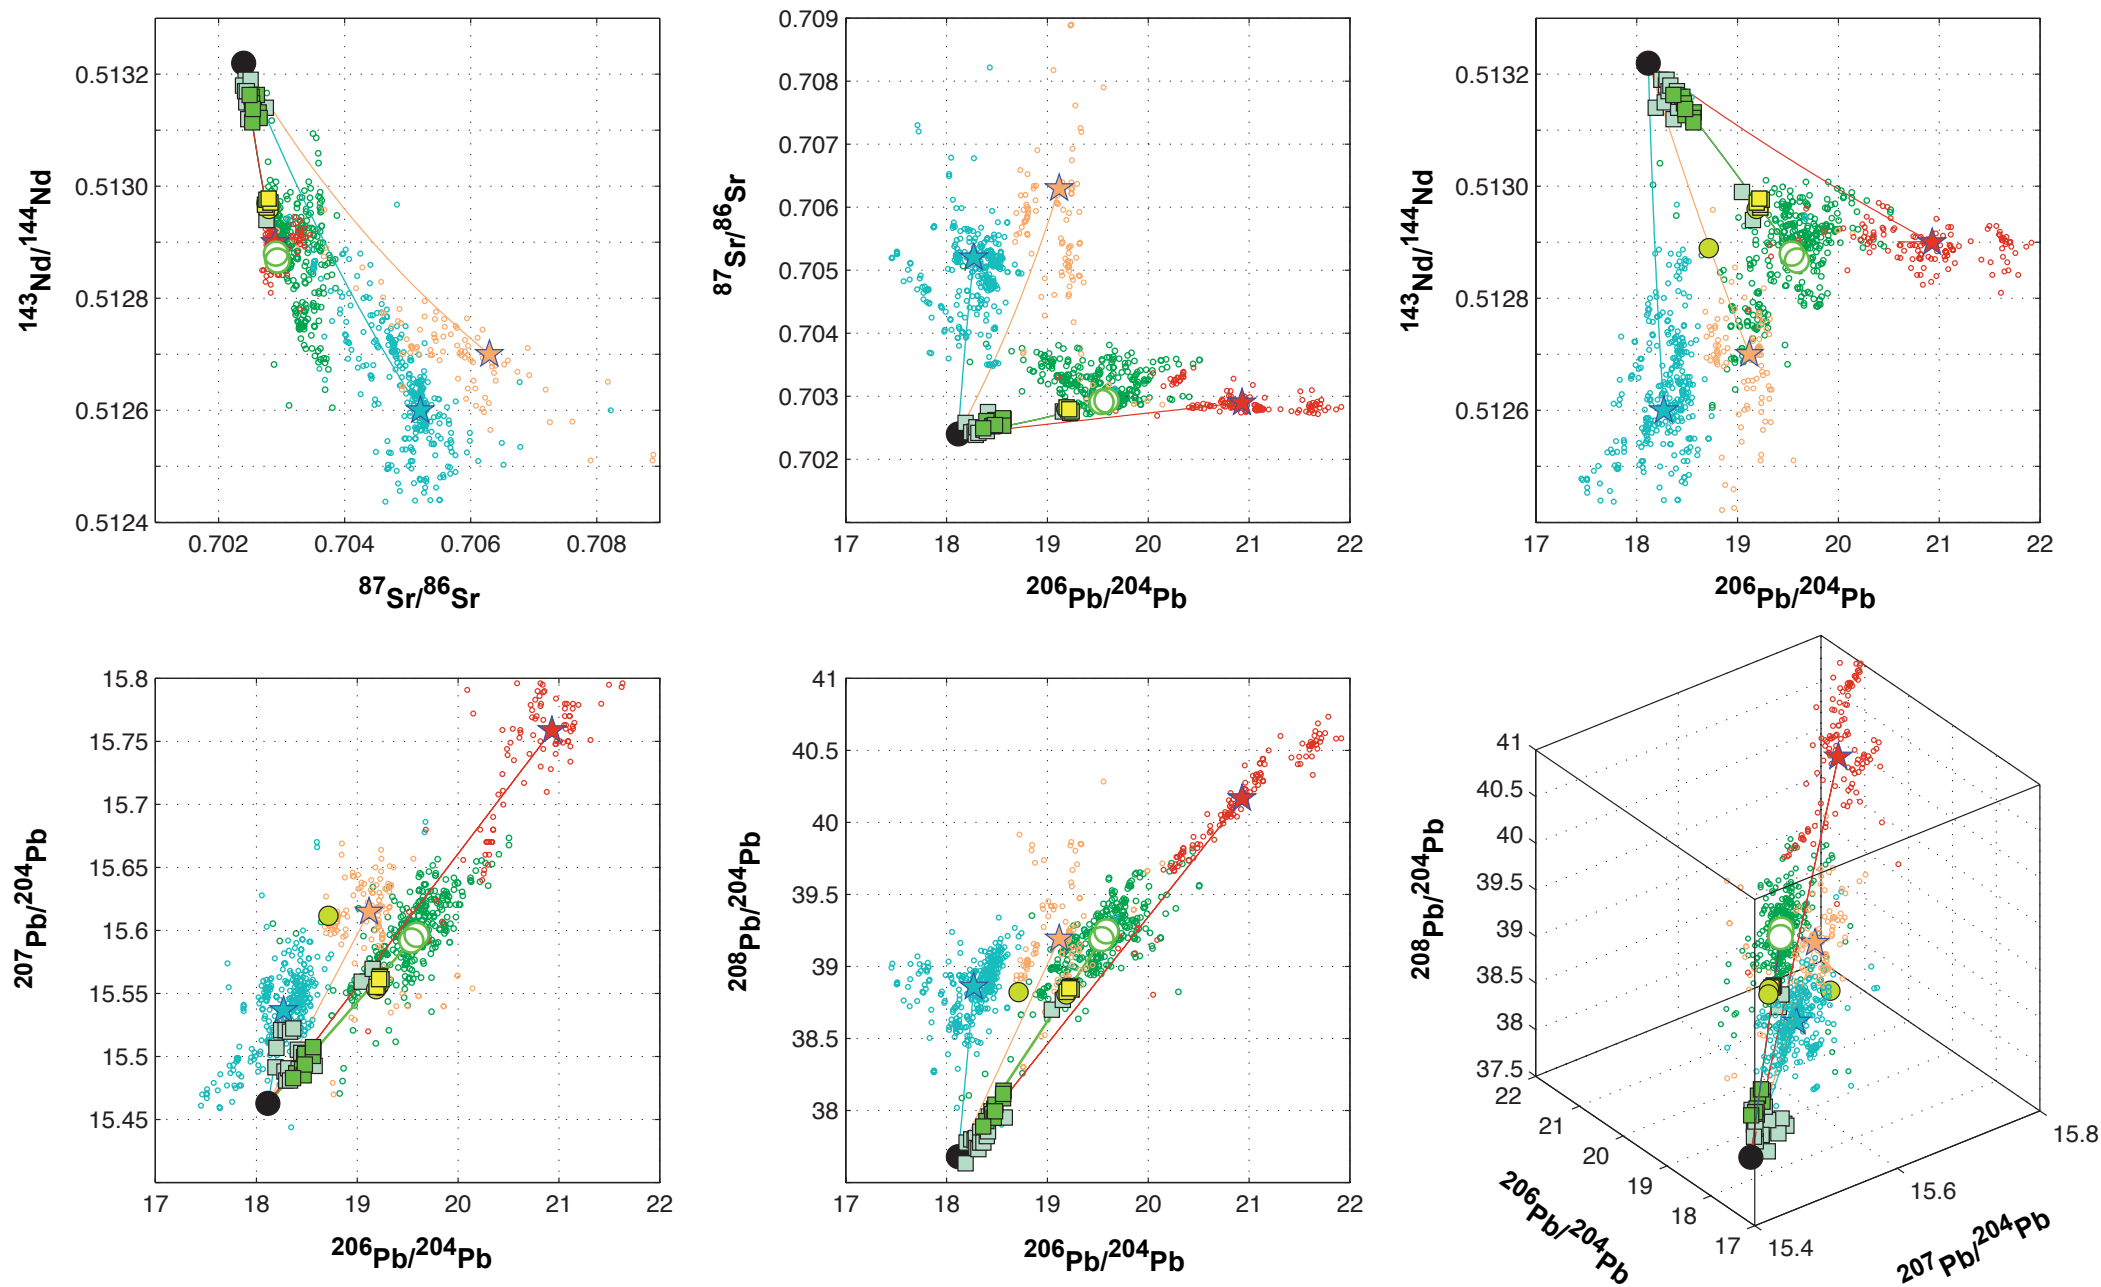 0.5132
0.5130
0.5128
0.5126
0.5124
0.702 0.704 0.706 0.708
143Nd/144Nd
87Sr/86Sr
0.709
0.708
0.707
0.706
0.705
0.704
0.703
0.702
17 18 19 20 21 22
87Sr/86Sr
206Pb/204Pb
0.5132
0.5130
0.5128
0.5126
17 18 19 20 21 22
143Nd/144Nd
206Pb/204Pb
15.8
15.75
15.7
15.65
15.6
15.55
15.5
15.45
17 18 19 20 21 22
207Pb/204Pb
206Pb/204Pb
41
40.5
40
39.5
39
38.5
38
17 18 19 20 21 22
208Pb/204Pb
206Pb/204Pb
41
40.5
40
39.5
39
38.5
38
37.5
22
21
20
19
18
17
15.4
15.6
15.8
208Pb/204Pb
206Pb/204Pb
207Pb/204Pb